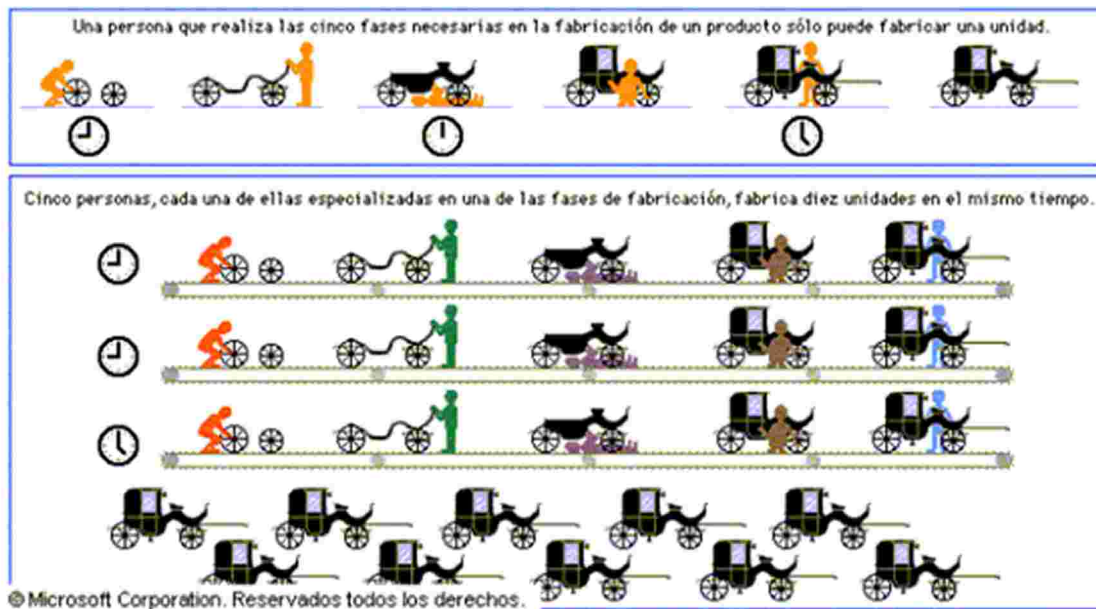 Una persona que realiza las cinco fases necesarias en la fabricación de un producto sólo puede fabricar una unidad.
Cinco personas, cada una de ellas especializadas en una de las fases de fabricación, fabrica diez unidades en el mismo tiempo.
© Microsoft Corporation. Reservados todos los derechos.